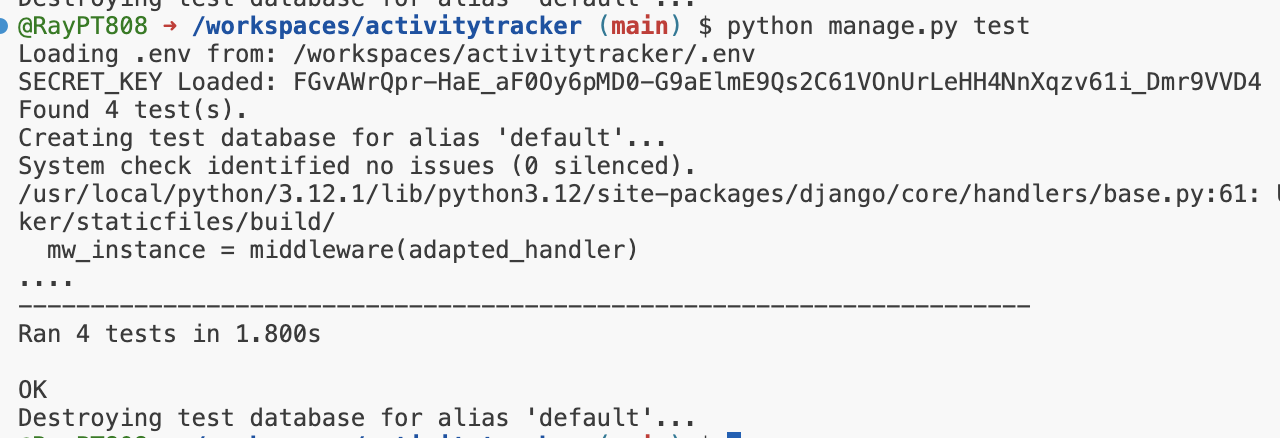 Destroying test database for alias 'default'...
@RayPT808 → /workspaces/activitytracker (main) $ python manage.py test
Loading .env from: /workspaces/activitytracker/.env
SECRET_KEY Loaded: FGvAWrQpr-HaE_aF0Oy6pMD0-G9aElmE9Qs2C61VOnUrLeHH4NnXqzv61i_Dmr9VVD4
Found 4 test(s).
Creating test database for alias 'default'...
System check identified no issues (0 silenced).
/usr/local/python/3.12.1/lib/python3.12/site-packages/django/core/handlers/base.py:61:
ker/staticfiles/build/
  mw_instance = middleware(adapted_handler)
....
----------------------------------------------------------------------
Ran 4 tests in 1.800s

OK
Destroying test database for alias 'default'...
@RayPT808 → /workspaces/activitytracker (main) $